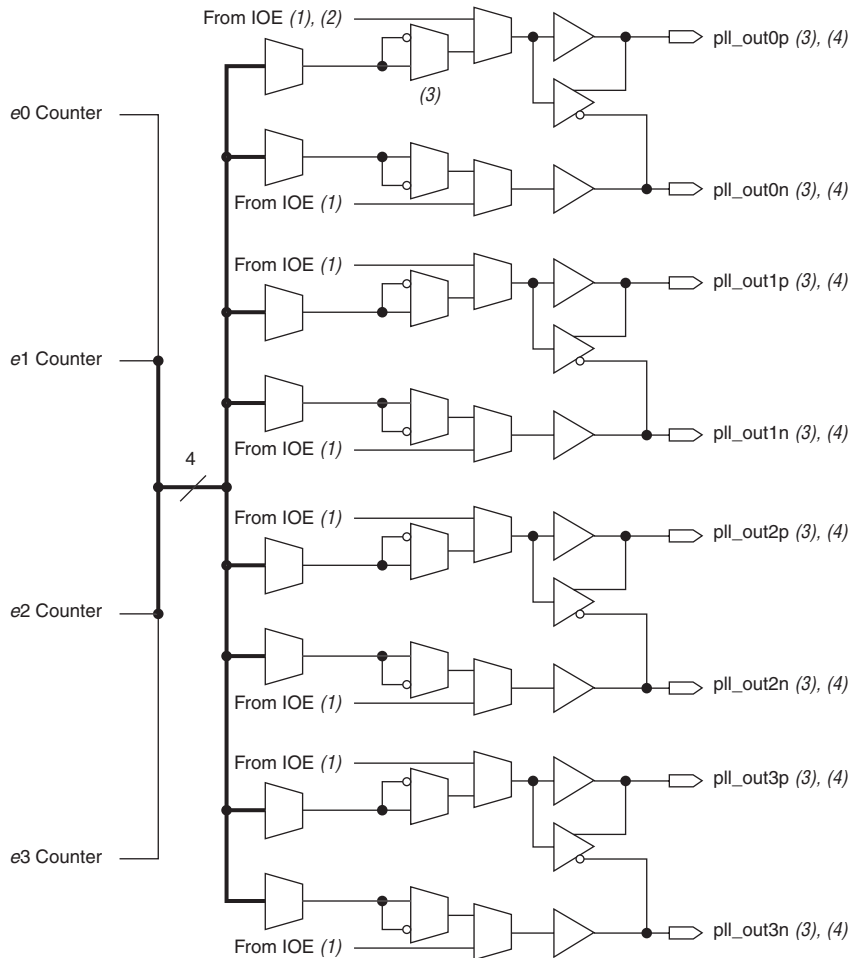 From IOE (1), (2)
pll_out0p (3), (4)
(3)
e0 Counter
pll_out0n (3), (4)
From IOE (1)
From IOE (1)
pll_out1p (3), (4)
e1 Counter
pll_out1n (3), (4)
From IOE (1)
4
From IOE (1)
pll_out2p (3), (4)
e2 Counter
pll_out2n (3), (4)
From IOE (1)
From IOE (1)
pll_out3p (3), (4)
e3 Counter
pll_out3n (3), (4)
From IOE (1)